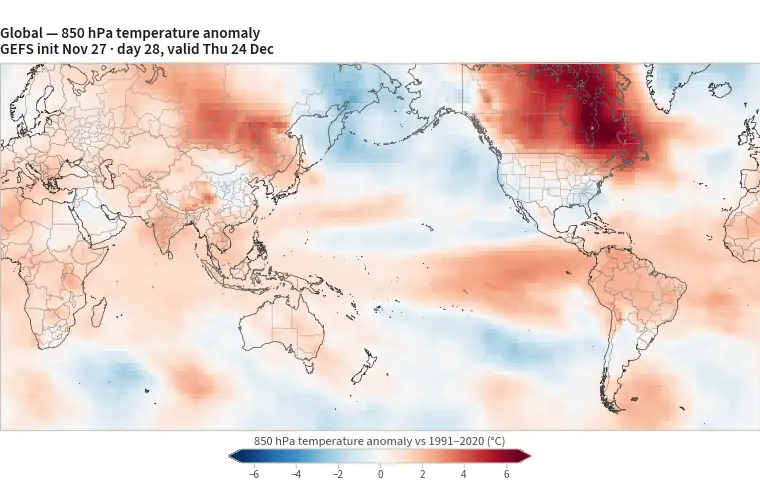 Global — 850 hPa temperature anomaly
GEFS init Nov 27 · day 28, valid Thu 24 Dec
850 hPa temperature anomaly vs 1991–2020 (°C)
−6 −4 −2 0 2 4 6